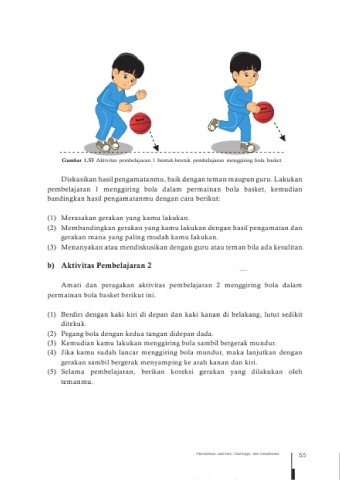 Gambar 1.53 Aktivitas pembelajaran 1 bentuk-bentuk pembelajaran menggiring bola basket
Diskusikan hasil pengamatanmu, baik dengan teman maupun guru. Lakukan
pembelajaran 1 menggiring bola dalam permainan bola basket, kemudian
bandingkan hasil pengamatanmu dengan cara berikut:
(1) Merasakan gerakan yang kamu lakukan.
(2) Membandingkan gerakan yang kamu lakukan dengan hasil pengamatan dan
gerakan mana yang paling mudah kamu lakukan.
(3) Menanyakan atau mendiskusikan dengan guru atau teman bila ada kesulitan.
b) Aktivitas Pembelajaran 2
Amati dan peragakan aktivitas pembelajaran 2 menggiring bola dalam
permainan bola basket berikut ini.
(1) Berdiri dengan kaki kiri di depan dan kaki kanan di belakang, lutut sedikit
ditekuk.
(2) Pegang bola dengan kedua tangan didepan dada.
(3) Kemudian kamu lakukan menggiring bola sambil bergerak mundur.
(4) Jika kamu sudah lancar menggiring bola mundur, maka lanjutkan dengan
gerakan sambil bergerak menyamping ke arah kanan dan kiri.
(5) Selama pembelajaran, berikan koreksi gerakan yang dilakukan oleh
temanmu.
Pendidikan Jasmani, Olahraga, dan Kesehatan
55